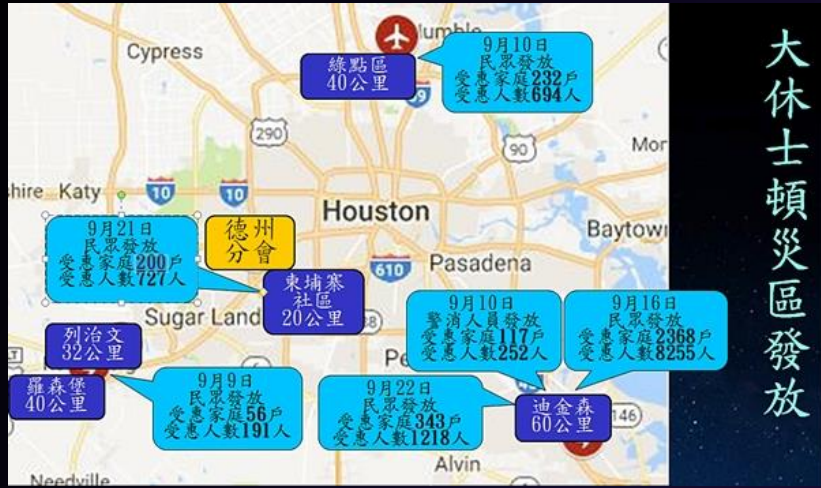 大休士頓災區發放
Cypress
綠點區
40公里
9月10日
民眾發放
受惠家庭232戶
受惠人數694人
290
90
Katy
10
10
Houston
Baytown
9月21日
民眾發放
受惠家庭200戶
受惠人數727人
德州
分會
610
Pasadena
柬埔寨
社區
20公里
Sugar Land
9月10日
警消人員發放
受惠家庭117戶
受惠人數252人
9月16日
民眾發放
受惠家庭2368戶
受惠人數8255人
列治文
32公里
羅森堡
40公里
9月9日
民眾發放
受惠家庭56戶
受惠人數191人
9月22日
民眾發放
受惠家庭343戶
受惠人數1218人
迪金森
60公里
146
Alvin
Needville